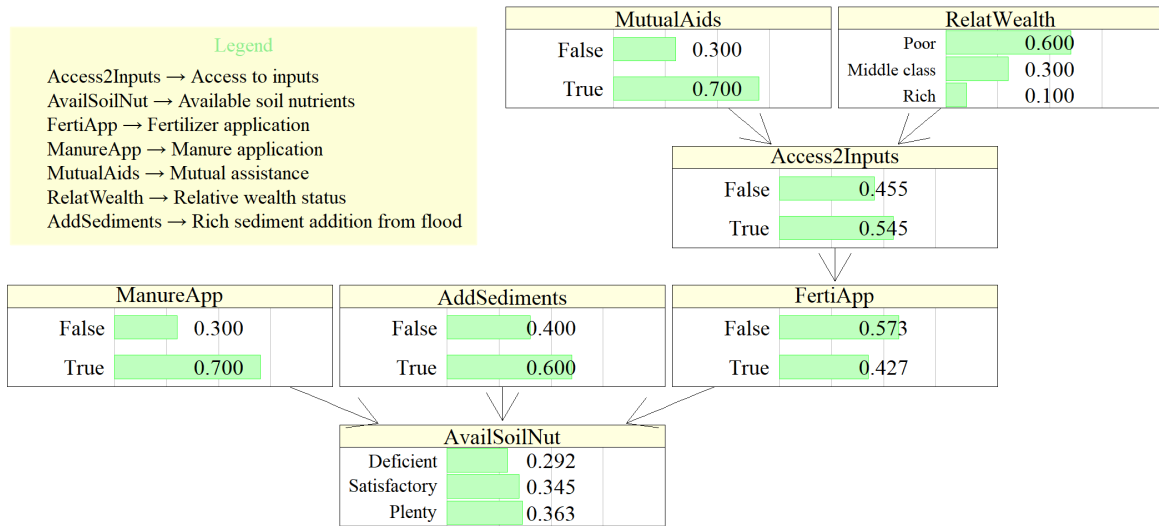 MutualAids
False 0.300
True 0.700
RelatWealth
Poor 0.600
Middle class 0.300
Rich 0.100
Legend
Access2Inputs → Access to inputs
AvailSoilNut → Available soil nutrients
FertiApp → Fertilizer application
ManureApp → Manure application
MutualAids → Mutual assistance
RelatWealth → Relative wealth status
AddSediments → Rich sediment addition from flood
Access2Inputs
False 0.455
True 0.545
ManureApp
False 0.300
True 0.700
AddSediments
False 0.400
True 0.600
FertiApp
False 0.573
True 0.427
AvailSoilNut
Deficient 0.292
Satisfactory 0.345
Plenty 0.363